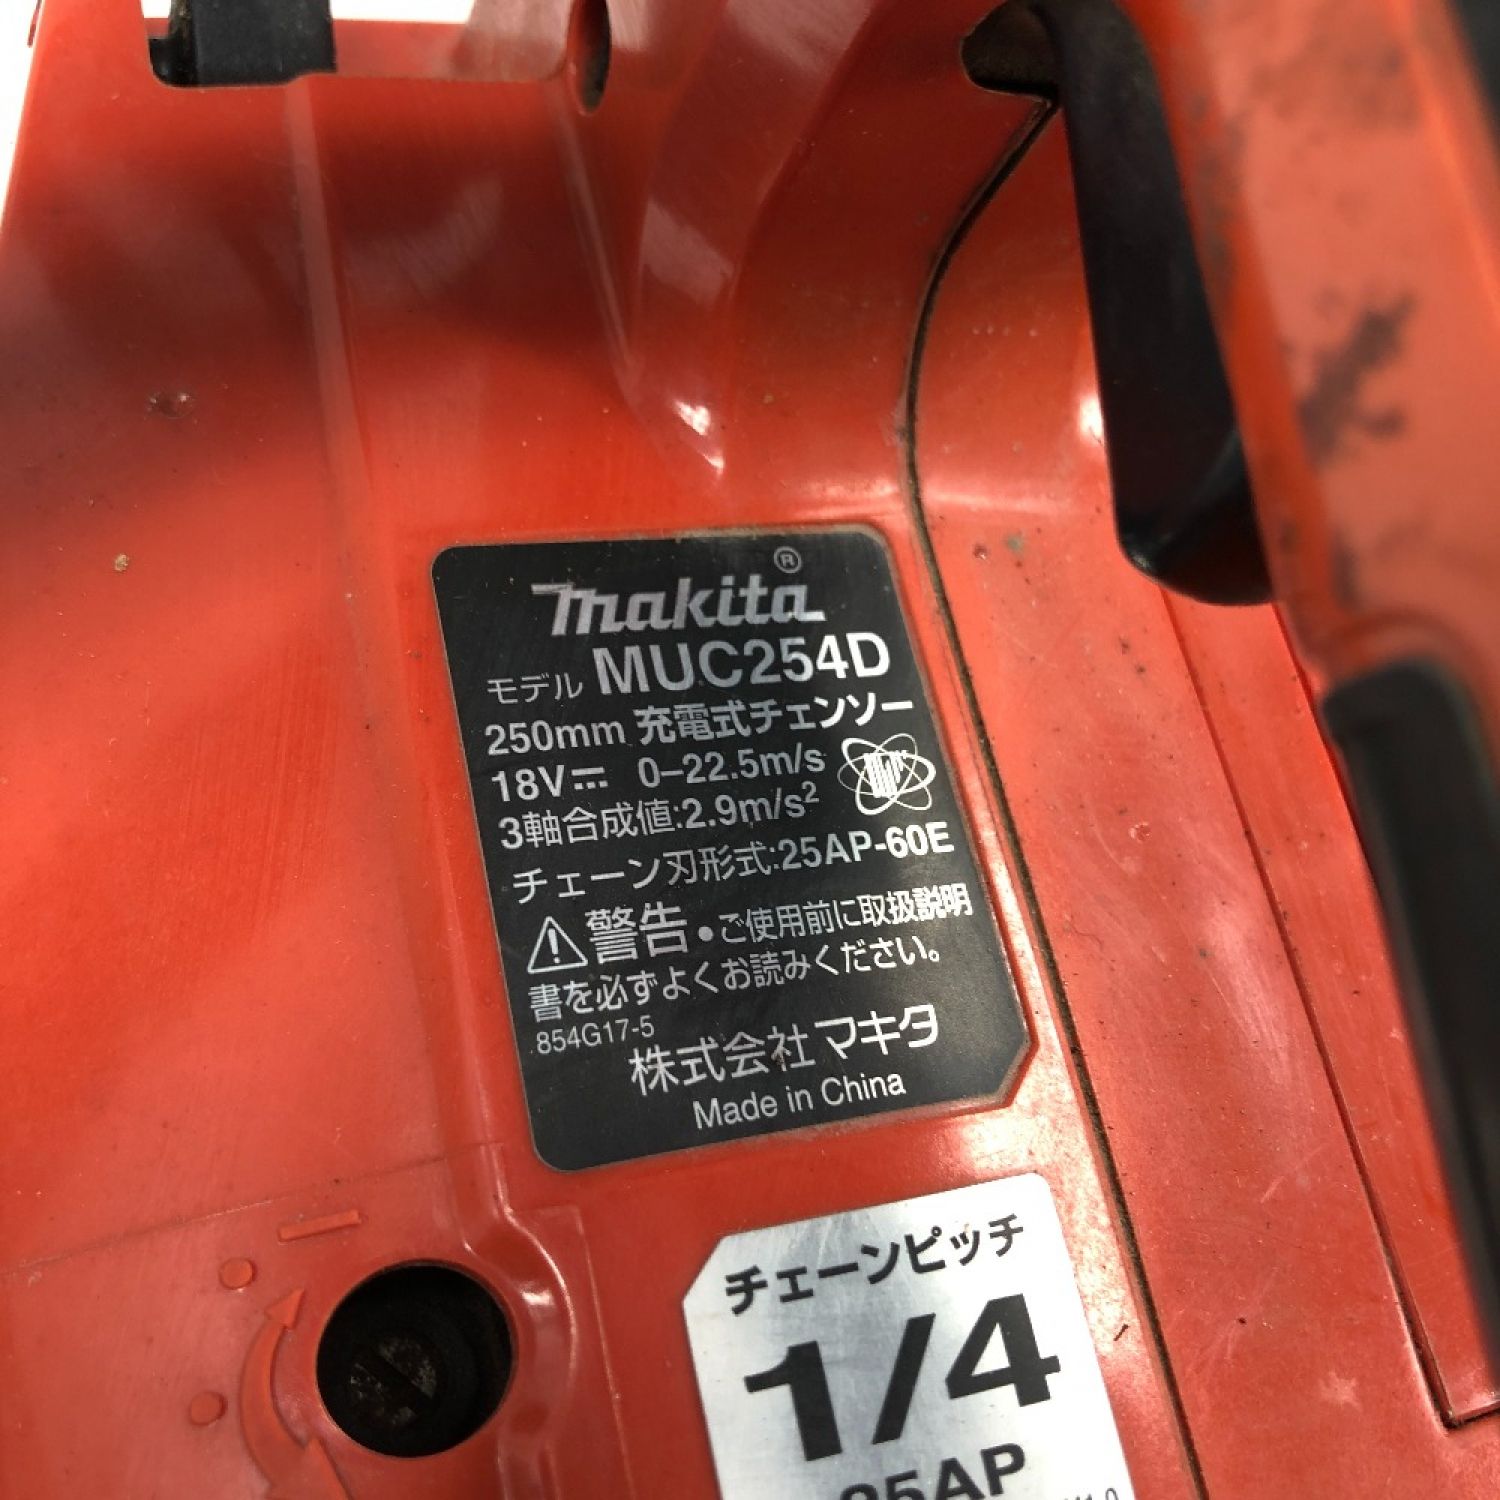 makita®
モデル MUC254D
250mm 充電式チェンソー
18V⎓ 0–22.5m/s
3軸合成値:2.9m/s²
チェーン刃形式:25AP-60E
⚠警告 ●ご使用前に取扱説明
書を必ずよくお読みください。
854G17-5
株式会社マキタ
Made in China
チェーンピッチ
1/4
25AP